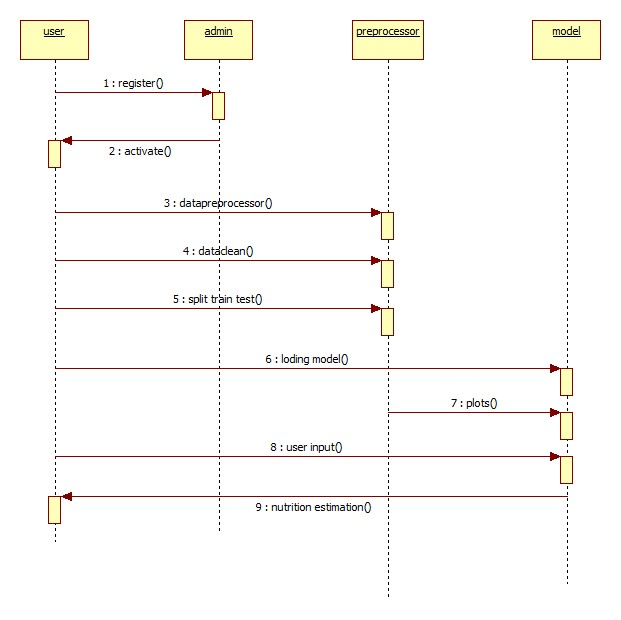 user
admin
preprocessor
model
1 : register()
2 : activate()
3 : datapreprocessor()
4 : dataclean()
5 : split train test()
6 : loding model()
7 : plots()
8 : user input()
9 : nutrition estimation()